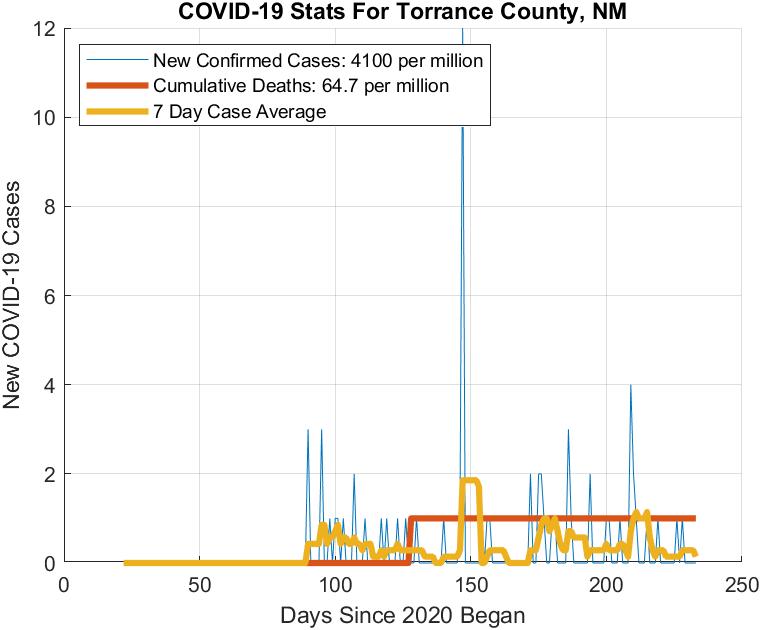 COVID-19 Stats For Torrance County, NM
New Confirmed Cases: 4100 per million
Cumulative Deaths: 64.7 per million
7 Day Case Average
New COVID-19 Cases
12
10
8
6
4
2
0
0 50 100 150 200 250
Days Since 2020 Began